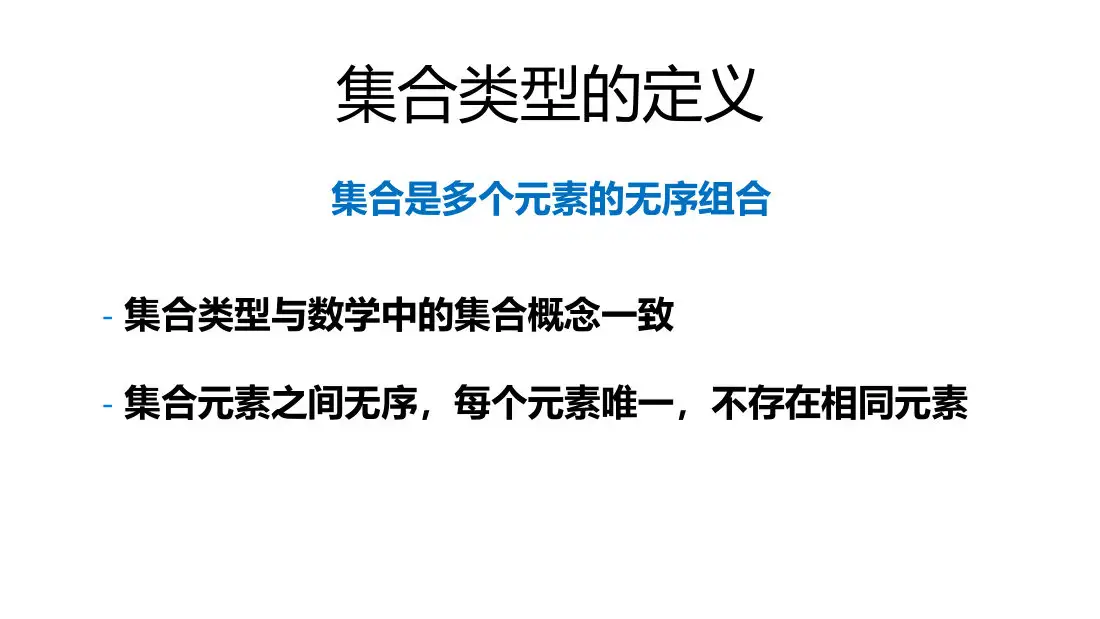 集合类型的定义
集合是多个元素的无序组合
- 集合类型与数学中的集合概念一致
- 集合元素之间无序，每个元素唯一，不存在相同元素